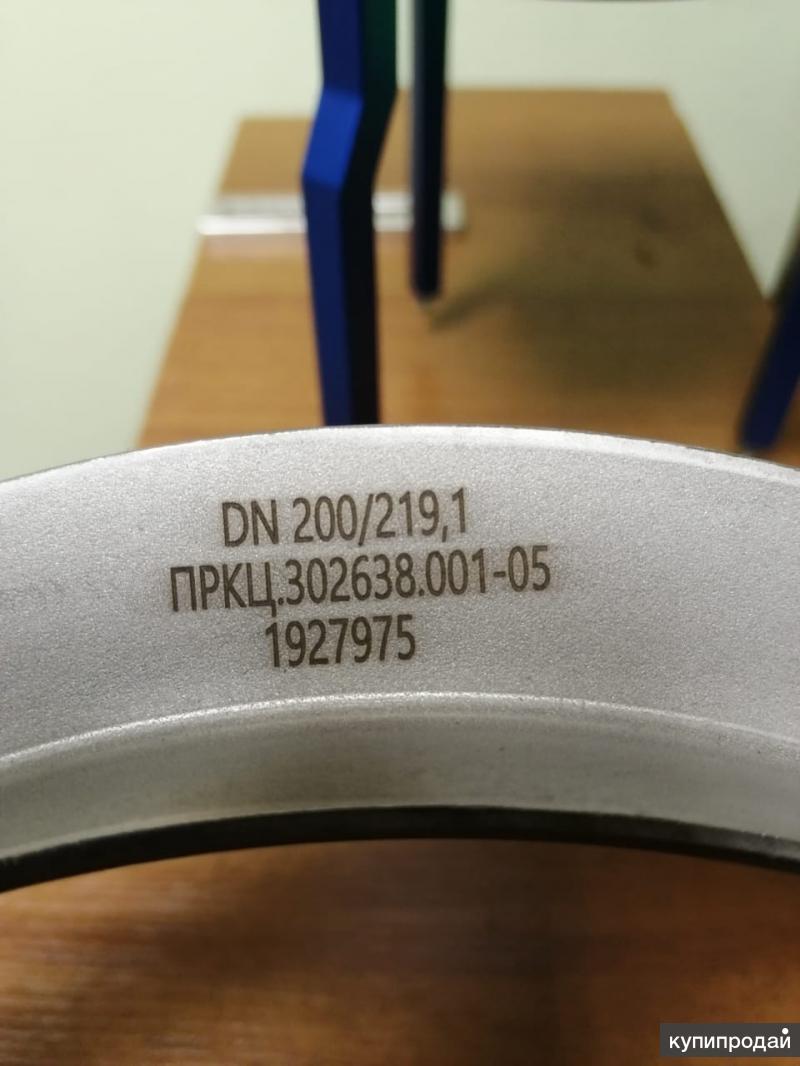 DN 200/219,1
ПРКЦ.302638.001-05
1927975
купипродай